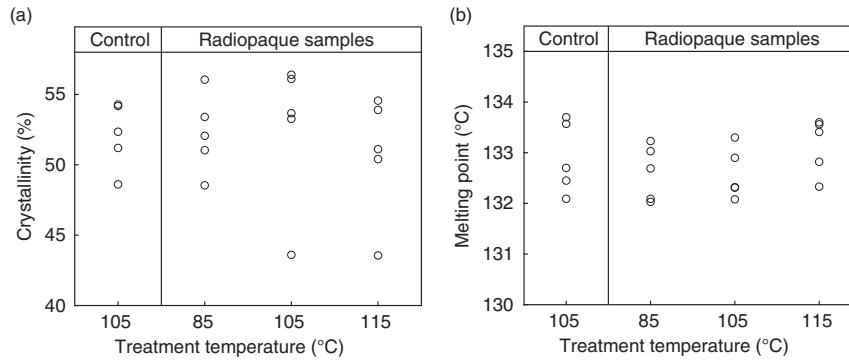 (a)
Control Radiopaque samples
Crystallinity (%)
55
50
45
40
105 85 105 115
Treatment temperature (°C)
(b)
135
Control Radiopaque samples
Melting point (°C)
134
133
132
131
130
105 85 105 115
Treatment temperature (°C)